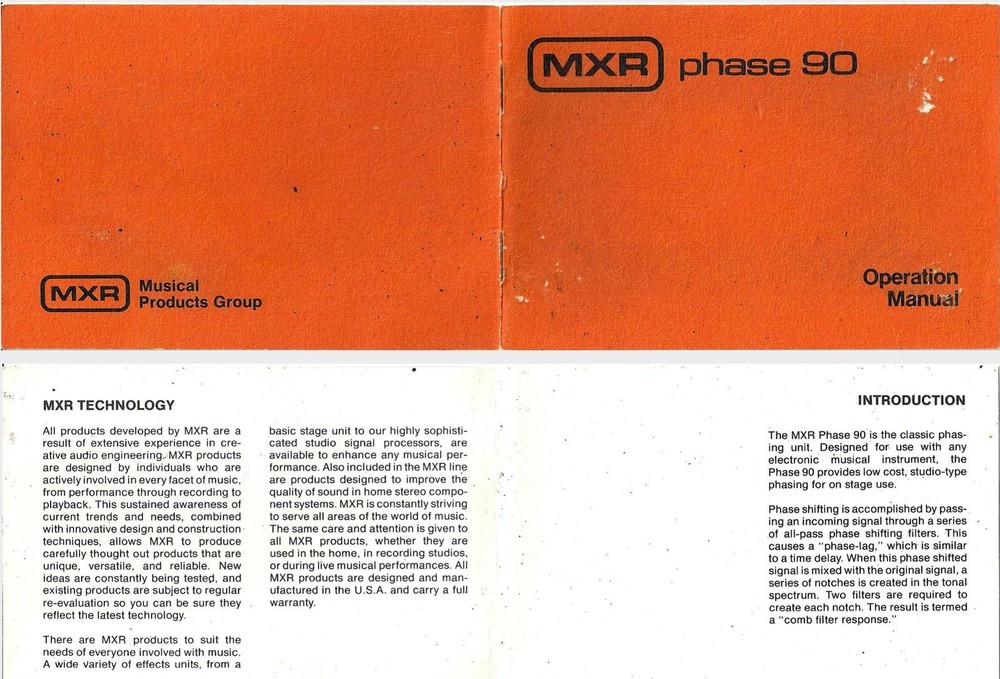 MXR phase 90
Operation
Manual
MXR Musical
Products Group
MXR TECHNOLOGY
All products developed by MXR are a
result of extensive experience in cre-
ative audio engineering. MXR products
are designed by individuals who are
actively involved in every facet of music,
from performance through recording to
playback. This sustained awareness of
current trends and needs, combined
with innovative design and construction
techniques, allows MXR to produce
carefully thought out products that are
unique, versatile, and reliable. New
ideas are constantly being tested, and
existing products are subject to regular
re-evaluation so you can be sure they
reflect the latest technology.
There are MXR products to suit the
needs of everyone involved with music.
A wide variety of effects units, from a
basic stage unit to our highly sophisti-
cated studio signal processors, are
available to enhance any musical per-
formance. Also included in the MXR line
are products designed to improve the
quality of sound in home stereo compo-
nent systems. MXR is constantly striving
to serve all areas of the world of music.
The same care and attention is given to
all MXR products, whether they are
used in the home, in recording studios,
or during live musical performances. All
MXR products are designed and man-
ufactured in the U.S.A. and carry a full
warranty.
INTRODUCTION
The MXR Phase 90 is the classic phas-
ing unit. Designed for use with any
electronic musical instrument, the
Phase 90 provides low cost, studio-type
phasing for on stage use.
Phase shifting is accomplished by pass-
ing an incoming signal through a series
of all-pass phase shifting filters. This
causes a "phase-lag," which is similar
to a time delay. When this phase shifted
signal is mixed with the original signal, a
series of notches is created in the tonal
spectrum. Two filters are required to
create each notch. The result is termed
a "comb filter response."